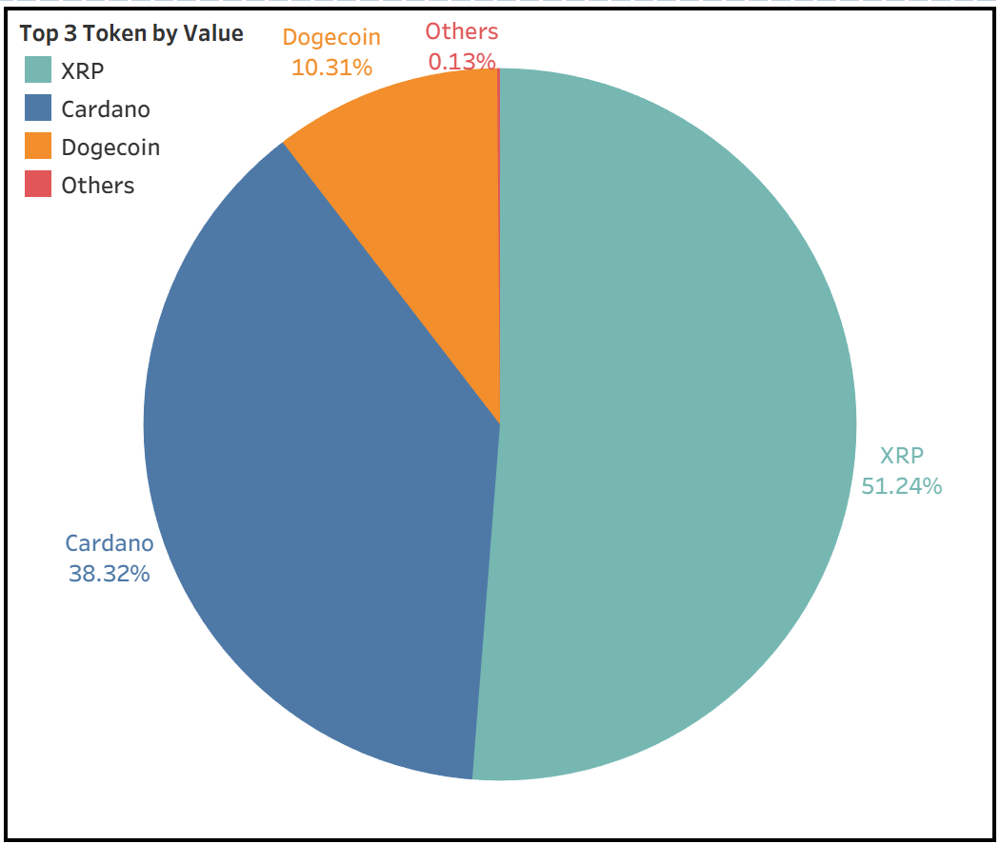 Top 3 Token by Value
XRP
Cardano
Dogecoin
Others
Dogecoin
10.31%
Others
0.13%
XRP
51.24%
Cardano
38.32%